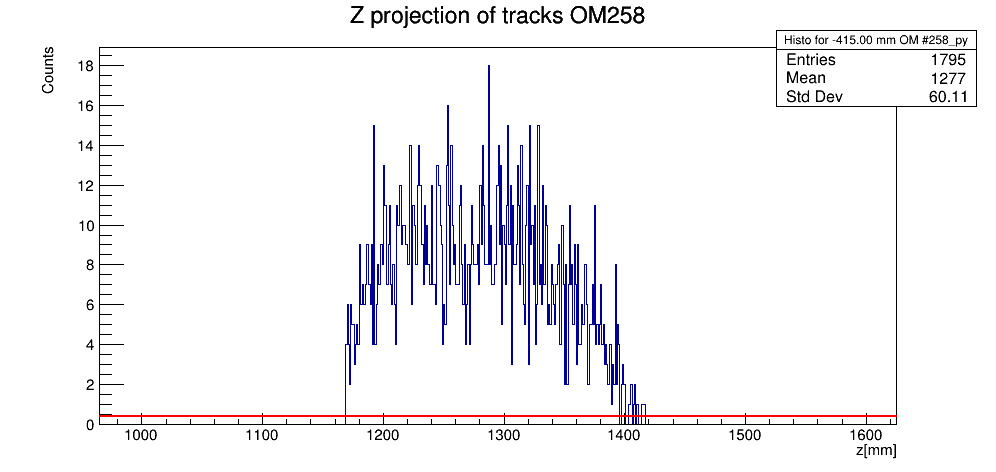 Z projection of tracks OM258
Histo for -415.00 mm OM #258_py
Entries 1795
Mean 1277
Std Dev 60.11
Counts
18
16
14
12
10
8
6
4
2
0
1000 1100 1200 1300 1400 1500 1600
z[mm]